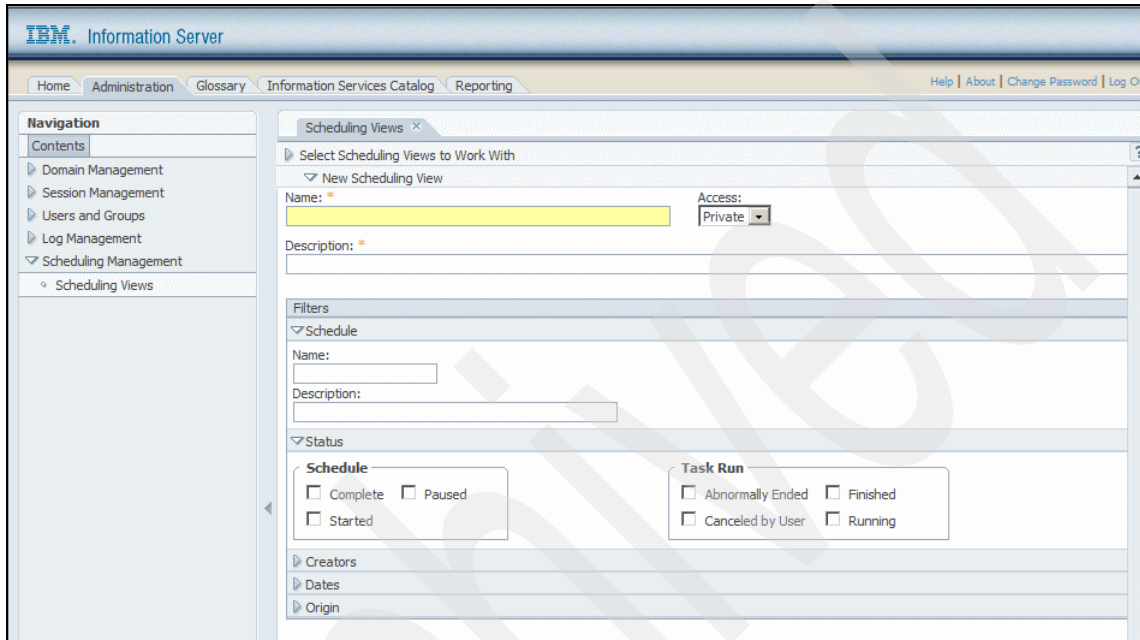 IBM. Information Server
Home Administration Glossary Information Services Catalog Reporting Help | About | Change Password | Log O
Navigation
Contents
Domain Management
Session Management
Users and Groups
Log Management
Scheduling Management
Scheduling Views
Scheduling Views ×
?
Select Scheduling Views to Work With
New Scheduling View
Name: * Access:
Private
Description: *
Filters
Schedule
Name:
Description:
Status
Schedule
Complete Paused
Started
Task Run
Abnormally Ended Finished
Canceled by User Running
Creators
Dates
Origin